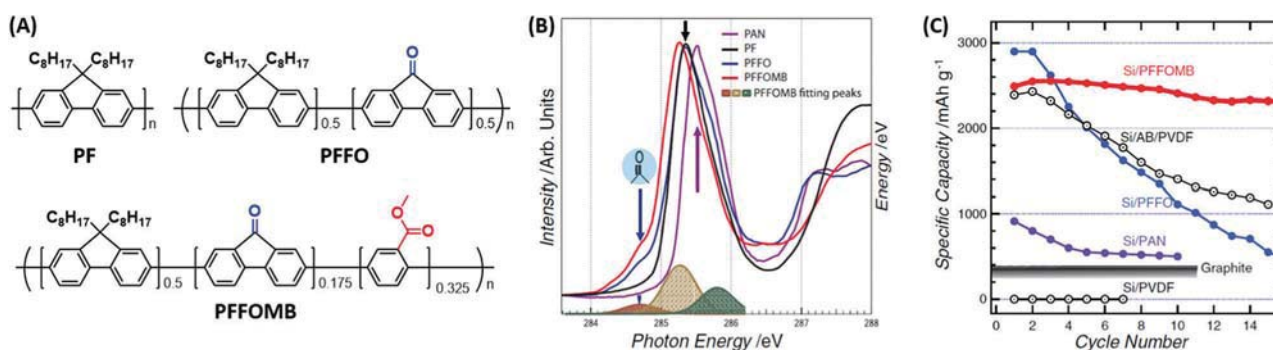 (A)
C₈H₁₇ C₈H₁₇
n
PF
C₈H₁₇ C₈H₁₇
O
0.5
0.5
n
PFFO
C₈H₁₇ C₈H₁₇
O
O
O
0.5
0.175
0.325
n
PFFOMB
(B)
Intensity /Arb. Units
PAN
PF
PFFO
PFFOMB
PFFOMB fitting peaks
O
284
285
286
287
288
Photon Energy /eV
Energy /eV
(C)
Specific Capacity /mAh g⁻¹
3000
2000
1000
0
Si/PFFOMB
Si/AB/PVDF
Si/PFFO
Si/PAN
Graphite
Si/PVDF
0 2 4 6 8 10 12 14
Cycle Number